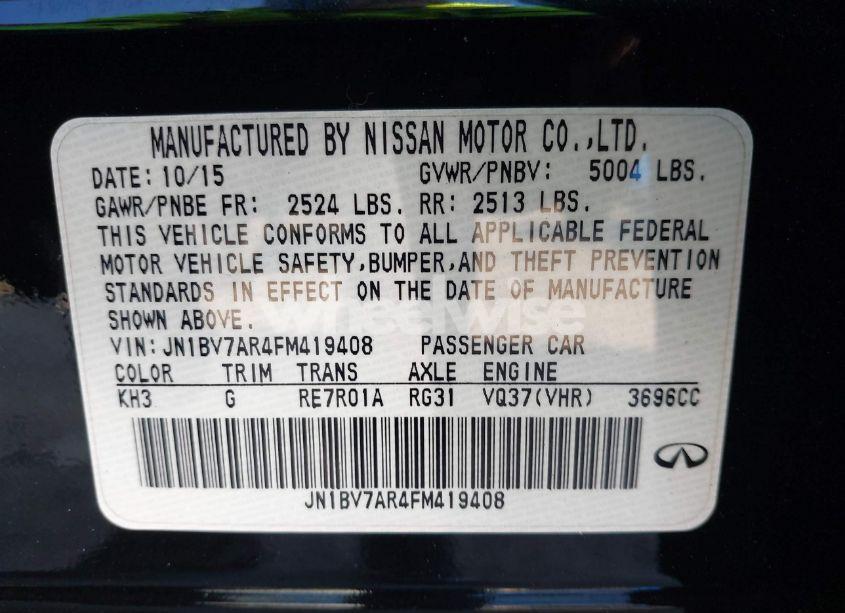 MANUFACTURED BY NISSAN MOTOR CO.,LTD.
DATE: 10/15 GVWR/PNBV: 5004 LBS.
GAWR/PNBE FR: 2524 LBS. RR: 2513 LBS.
THIS VEHICLE CONFORMS TO ALL APPLICABLE FEDERAL
MOTOR VEHICLE SAFETY,BUMPER,AND THEFT PREVENTION
STANDARDS IN EFFECT ON THE DATE OF MANUFACTURE
SHOWN ABOVE.
wheelwise
VIN:JN1BV7AR4FM419408 PASSENGER CAR
COLOR TRIM TRANS AXLE ENGINE
KH3 G RE7R01A RG31 VQ37(VHR) 3696CC
JN1BV7AR4FM419408